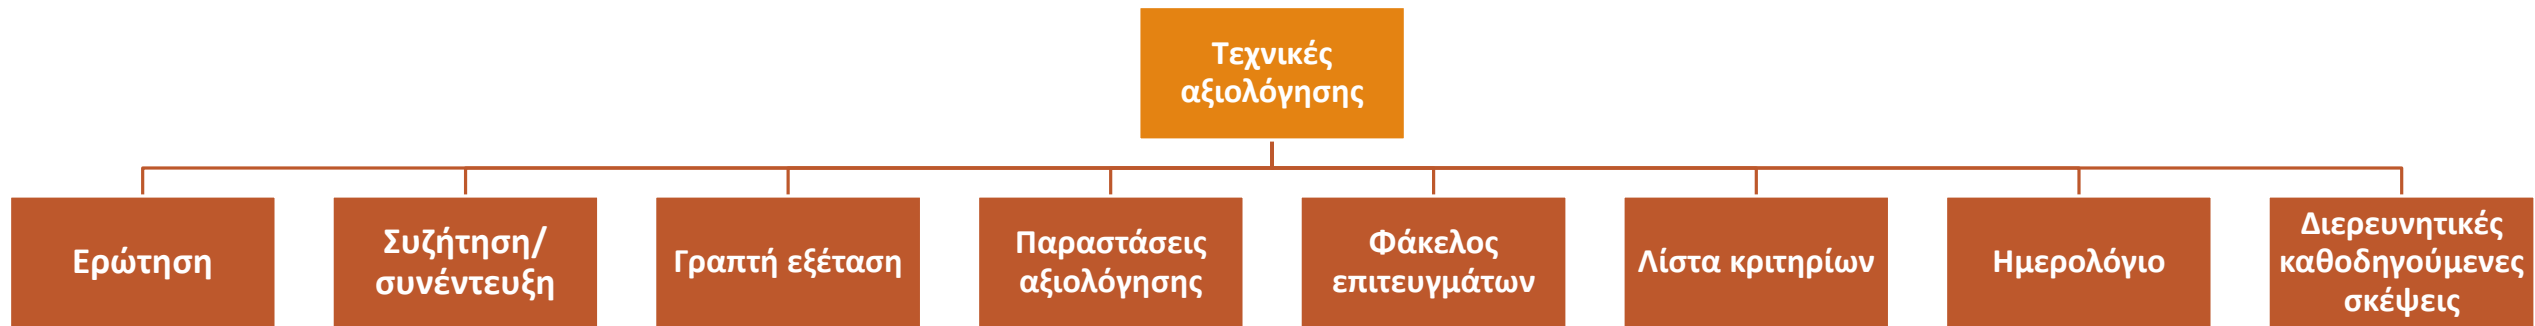 Τεχνικές
αξιολόγησης
Ερώτηση
Συζήτηση/
συνέντευξη
Γραπτή εξέταση
Παραστάσεις
αξιολόγησης
Φάκελος
επιτευγμάτων
Λίστα κριτηρίων
Ημερολόγιο
Διερευνητικές
καθοδηγούμενες
σκέψεις